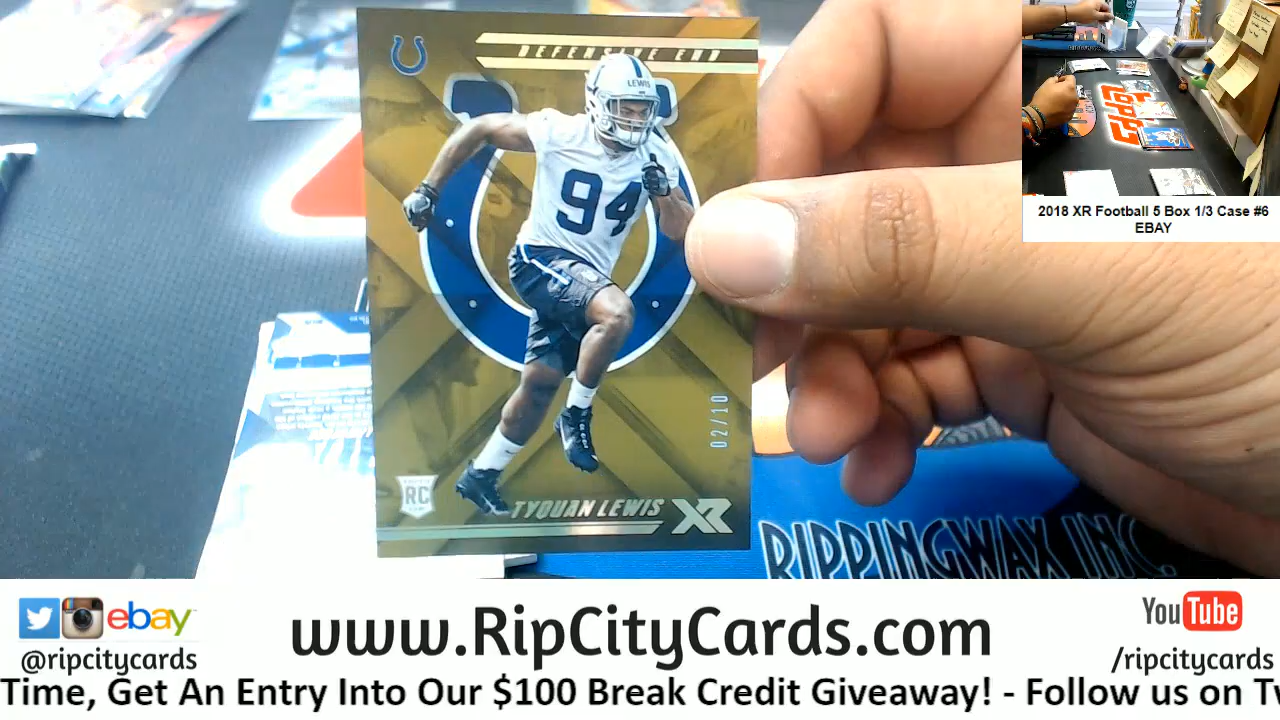 DEFENSIVE END
LEWIS
94
02/10
RC
TYQUAN LEWIS XR
RIPPINGWAX INC.
2018 XR Football 5 Box 1/3 Case #6
EBAY
ebay
@ripcitycards
www.RipCityCards.com
YouTube
/ripcitycards
Time, Get An Entry Into Our $100 Break Credit Giveaway! - Follow us on Tw